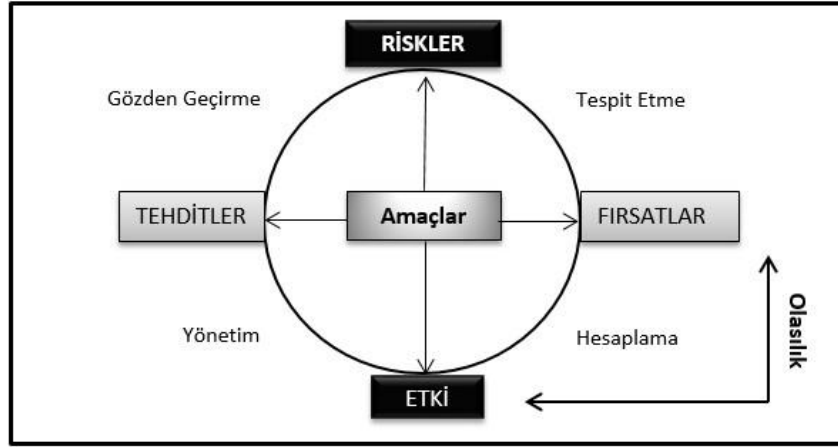 RİSKLER
Gözden Geçirme
Tespit Etme
TEHDİTLER
Amaçlar
FIRSATLAR
Yönetim
Hesaplama
Olasılık
ETKİ